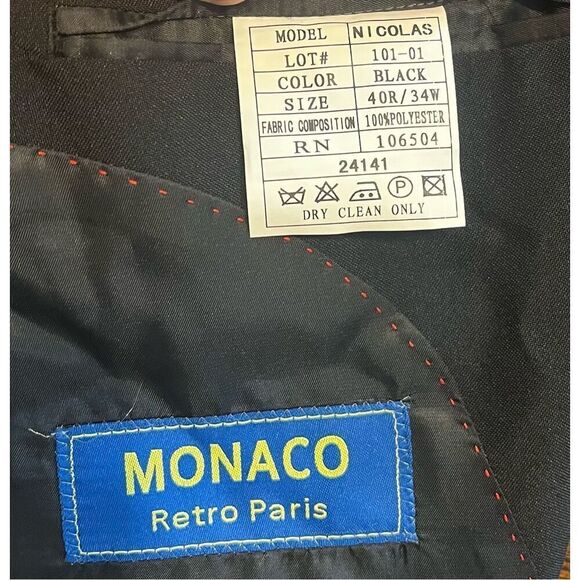 MODEL NICOLAS
LOT# 101-01
COLOR BLACK
SIZE 40R/34W
FABRIC COMPOSITION 100%POLYESTER
RN 106504
24141
P
DRY CLEAN ONLY
MONACO
Retro Paris